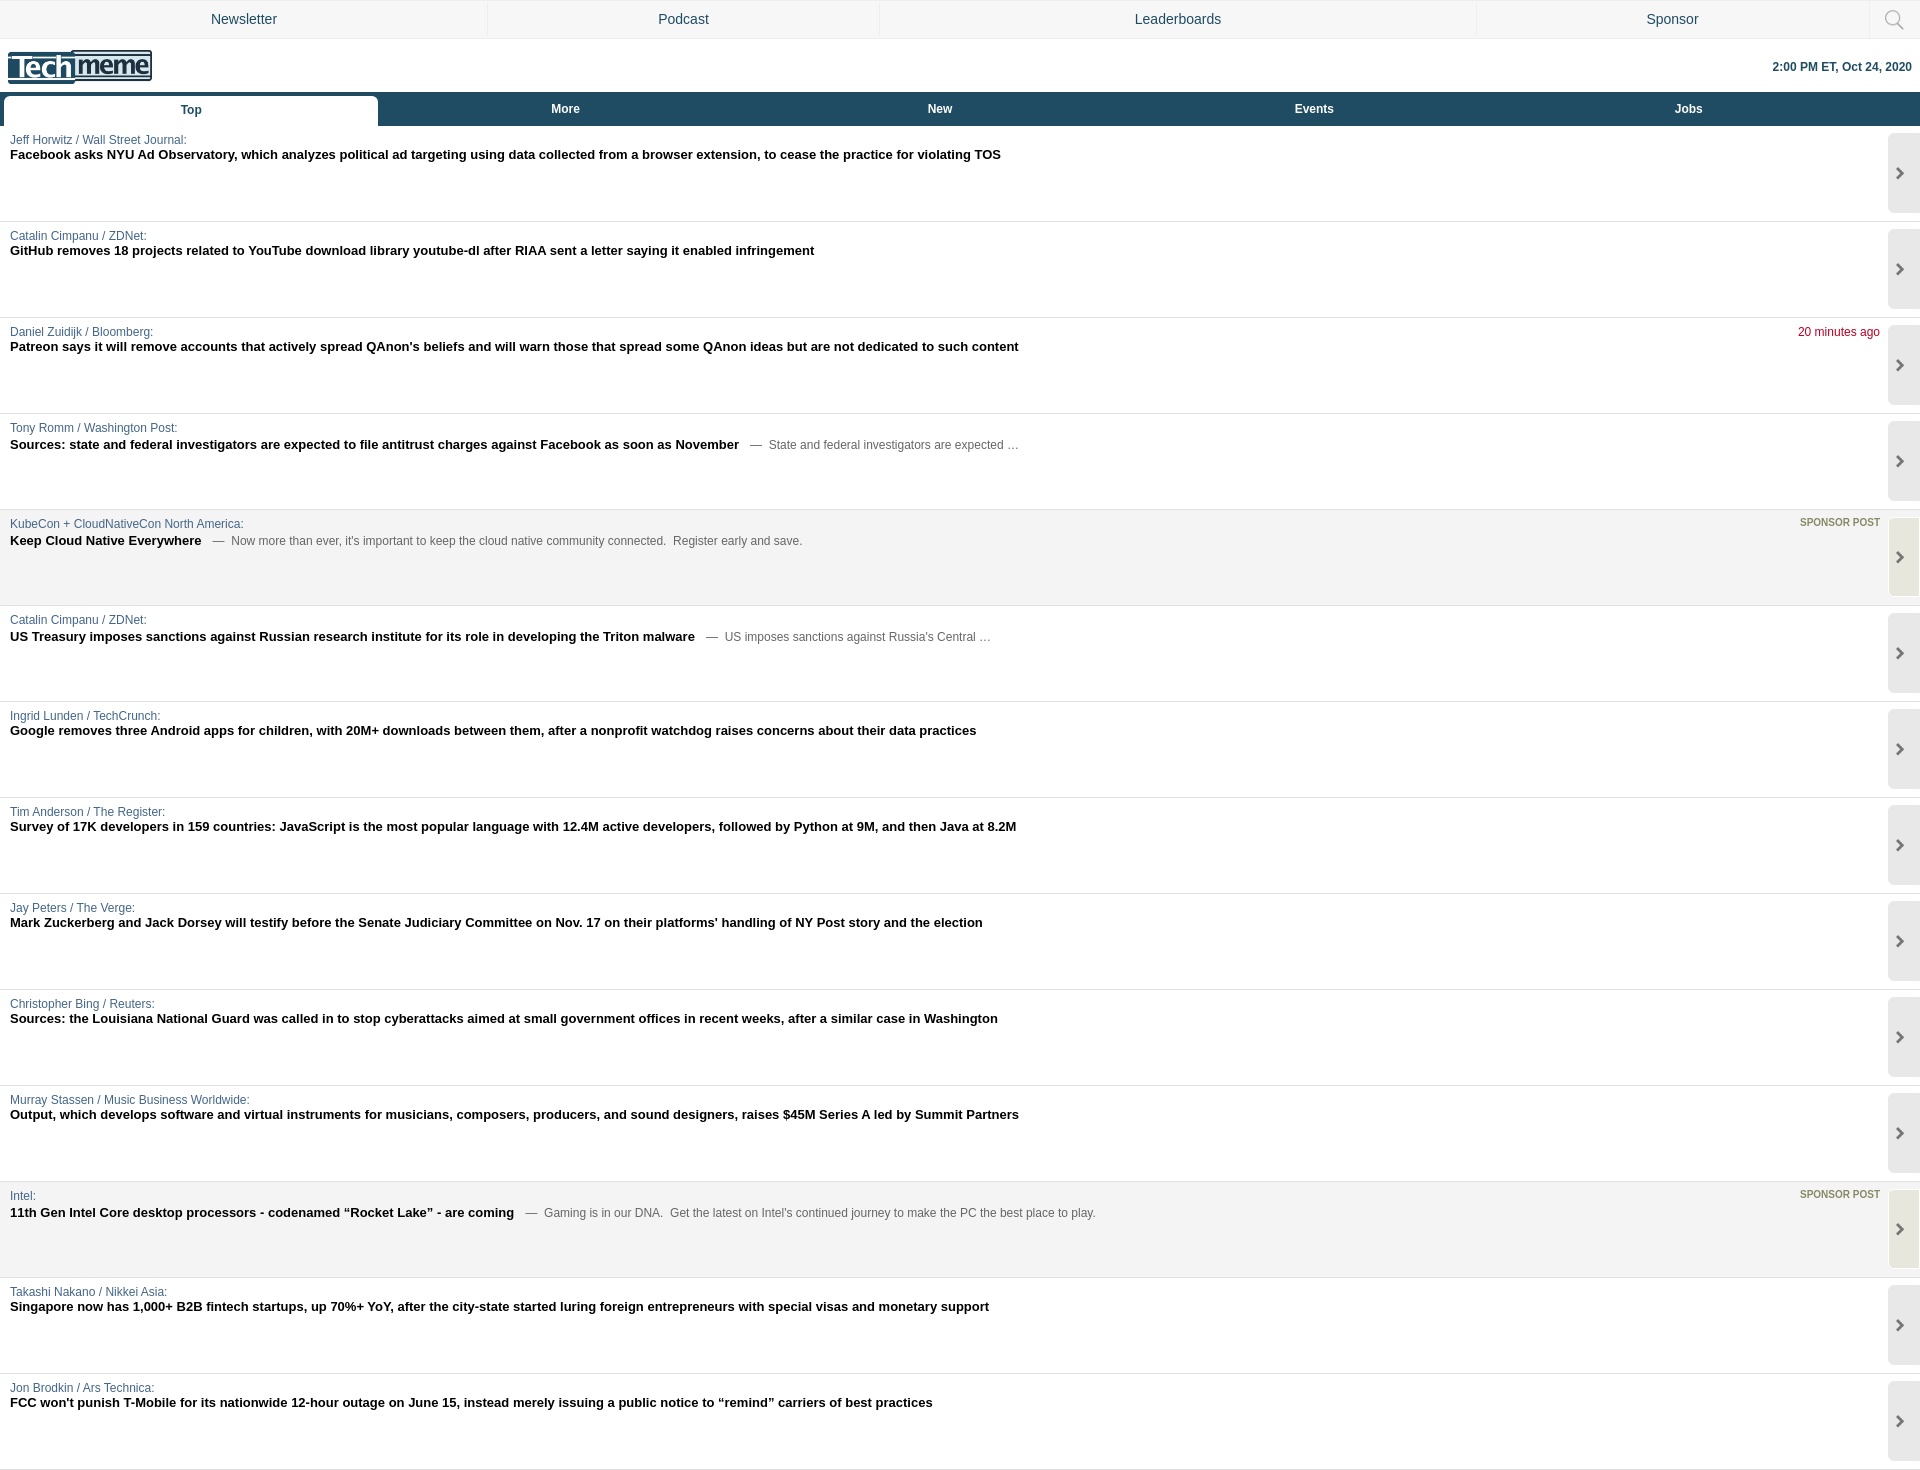 Newsletter
Podcast
Leaderboards
Sponsor
Techmeme
2:00 PM ET, Oct 24, 2020
Top
More
New
Events
Jobs
Jeff Horwitz / Wall Street Journal:
Facebook asks NYU Ad Observatory, which analyzes political ad targeting using data collected from a browser extension, to cease the practice for violating TOS
Catalin Cimpanu / ZDNet:
GitHub removes 18 projects related to YouTube download library youtube-dl after RIAA sent a letter saying it enabled infringement
Daniel Zuidijk / Bloomberg:
20 minutes ago
Patreon says it will remove accounts that actively spread QAnon's beliefs and will warn those that spread some QAnon ideas but are not dedicated to such content
Tony Romm / Washington Post:
Sources: state and federal investigators are expected to file antitrust charges against Facebook as soon as November — State and federal investigators are expected …
KubeCon + CloudNativeCon North America:
SPONSOR POST
Keep Cloud Native Everywhere — Now more than ever, it's important to keep the cloud native community connected. Register early and save.
Catalin Cimpanu / ZDNet:
US Treasury imposes sanctions against Russian research institute for its role in developing the Triton malware — US imposes sanctions against Russia's Central …
Ingrid Lunden / TechCrunch:
Google removes three Android apps for children, with 20M+ downloads between them, after a nonprofit watchdog raises concerns about their data practices
Tim Anderson / The Register:
Survey of 17K developers in 159 countries: JavaScript is the most popular language with 12.4M active developers, followed by Python at 9M, and then Java at 8.2M
Jay Peters / The Verge:
Mark Zuckerberg and Jack Dorsey will testify before the Senate Judiciary Committee on Nov. 17 on their platforms' handling of NY Post story and the election
Christopher Bing / Reuters:
Sources: the Louisiana National Guard was called in to stop cyberattacks aimed at small government offices in recent weeks, after a similar case in Washington
Murray Stassen / Music Business Worldwide:
Output, which develops software and virtual instruments for musicians, composers, producers, and sound designers, raises $45M Series A led by Summit Partners
Intel:
SPONSOR POST
11th Gen Intel Core desktop processors - codenamed “Rocket Lake” - are coming — Gaming is in our DNA. Get the latest on Intel's continued journey to make the PC the best place to play.
Takashi Nakano / Nikkei Asia:
Singapore now has 1,000+ B2B fintech startups, up 70%+ YoY, after the city-state started luring foreign entrepreneurs with special visas and monetary support
Jon Brodkin / Ars Technica:
FCC won't punish T-Mobile for its nationwide 12-hour outage on June 15, instead merely issuing a public notice to “remind” carriers of best practices